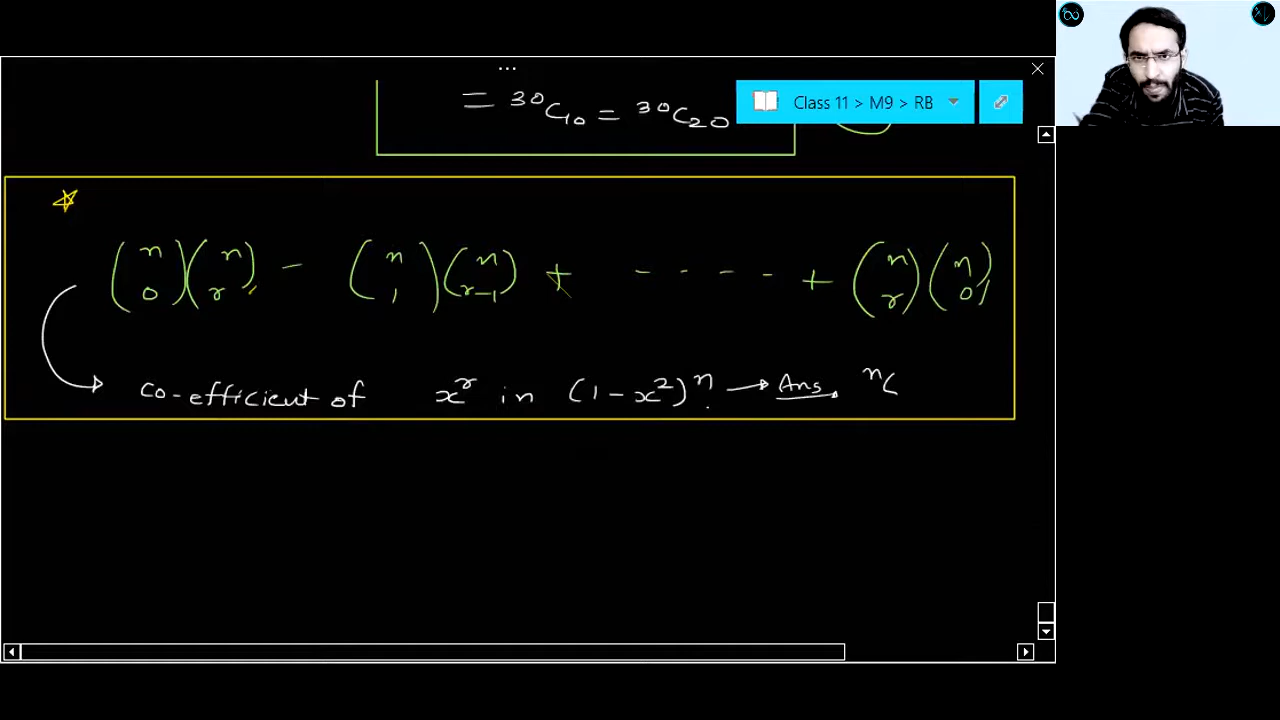 ...
Class 11 > M9 > RB
= ³⁰C₁₀ = ³⁰C₂₀
(n 0)(n r) - (n 1)(n r-1) + - - - - + (n r)(n 0)
co-efficient of x^r in (1-x²)^n → Ans. ⁿC